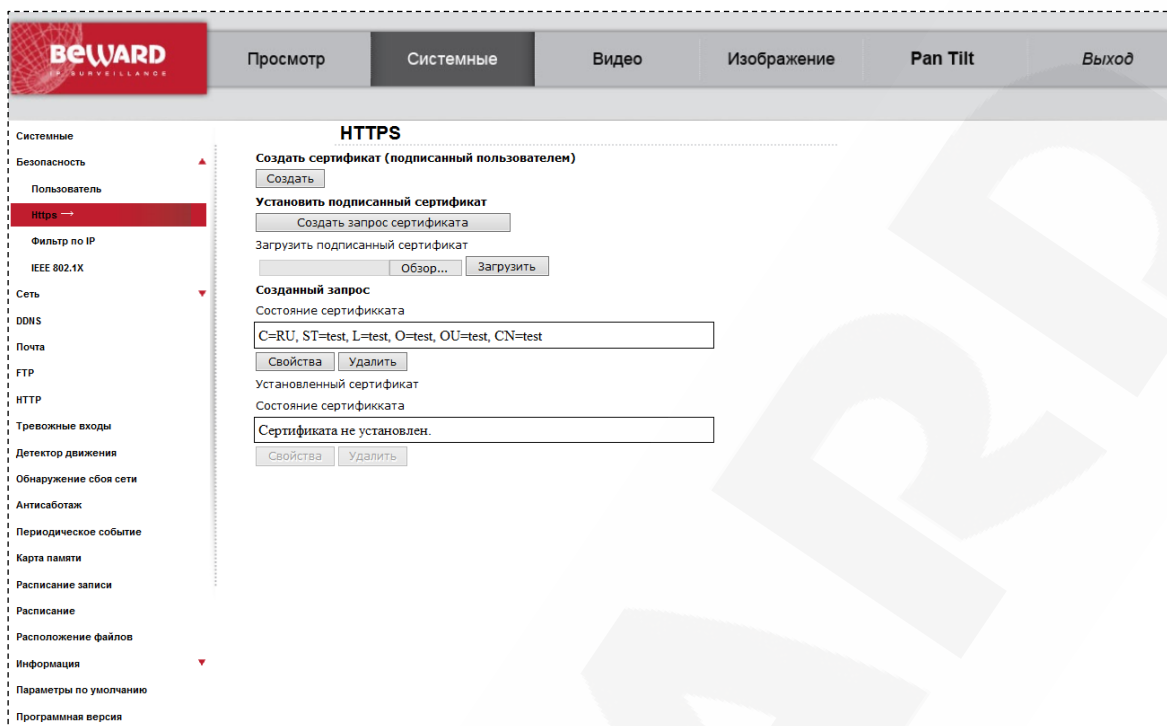 BEWARD
IP SURVEILLANCE
Просмотр
Системные
Видео
Изображение
Pan Tilt
Выход
Системные
Безопасность
Пользователь
Https →
Фильтр по IP
IEEE 802.1X
Сеть
DDNS
Почта
FTP
HTTP
Тревожные входы
Детектор движения
Обнаружение сбоя сети
Антисаботаж
Периодическое событие
Карта памяти
Расписание записи
Расписание
Расположение файлов
Информация
Параметры по умолчанию
Программная версия
HTTPS
Создать сертификат (подписанный пользователем)
Создать
Установить подписанный сертификат
Создать запрос сертификата
Загрузить подписанный сертификат
Обзор... Загрузить
Созданный запрос
Состояние сертификката
C=RU, ST=test, L=test, O=test, OU=test, CN=test
Свойства Удалить
Установленный сертификат
Состояние сертификката
Сертификата не установлен.
Свойства Удалить